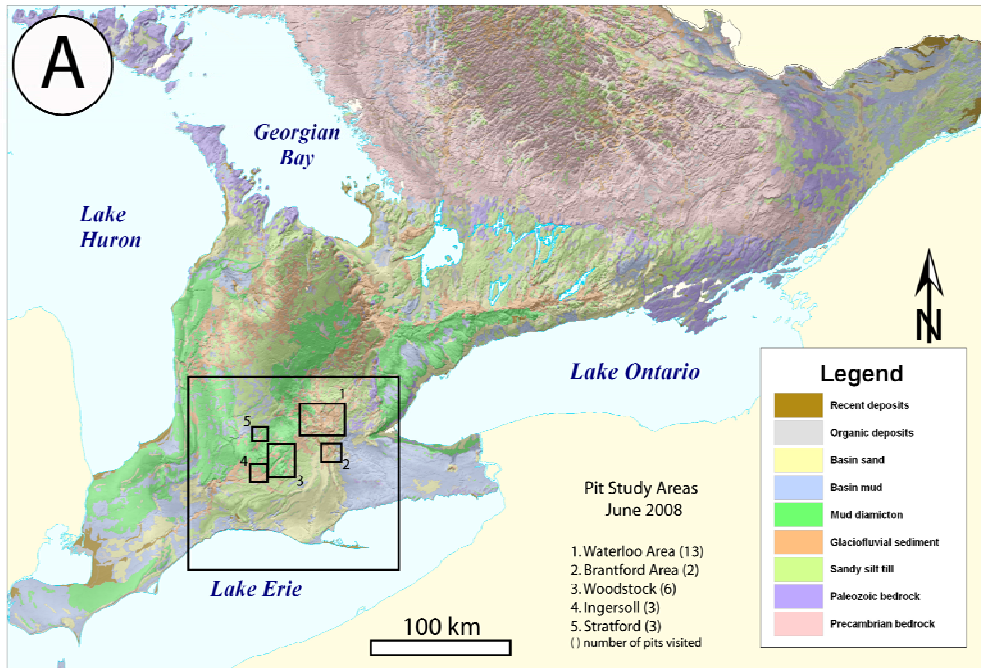 A
Georgian
Bay
Lake
Huron
N
Lake Ontario
1
5
2
4
3
Lake Erie
100 km
Pit Study Areas
June 2008
1. Waterloo Area (13)
2. Brantford Area (2)
3. Woodstock (6)
4. Ingersoll (3)
5. Stratford (3)
( ) number of pits visited
Legend
Recent deposits
Organic deposits
Basin sand
Basin mud
Mud diamicton
Glaciofluvial sediment
Sandy silt till
Paleozoic bedrock
Precambrian bedrock